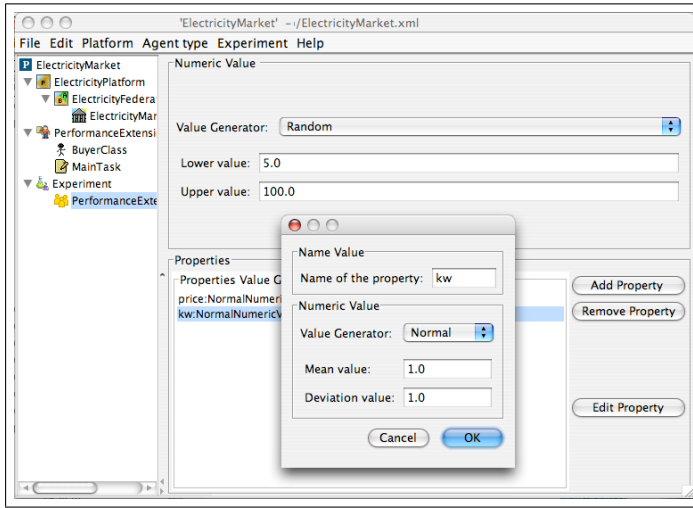 'ElectricityMarket' - ~/ElectricityMarket.xml
File Edit Platform Agent type Experiment Help
P ElectricityMarket
ElectricityPlatform
ElectricityFedera
ElectricityMar
PerformanceExtensi
BuyerClass
MainTask
Experiment
PerformanceExte
Numeric Value
Value Generator: Random
Lower value: 5.0
Upper value: 100.0
Properties
Properties Value G
price:NormalNumeri
kw:NormalNumericV
Add Property
Remove Property
Edit Property
Name Value
Name of the property: kw
Numeric Value
Value Generator: Normal
Mean value: 1.0
Deviation value: 1.0
Cancel OK